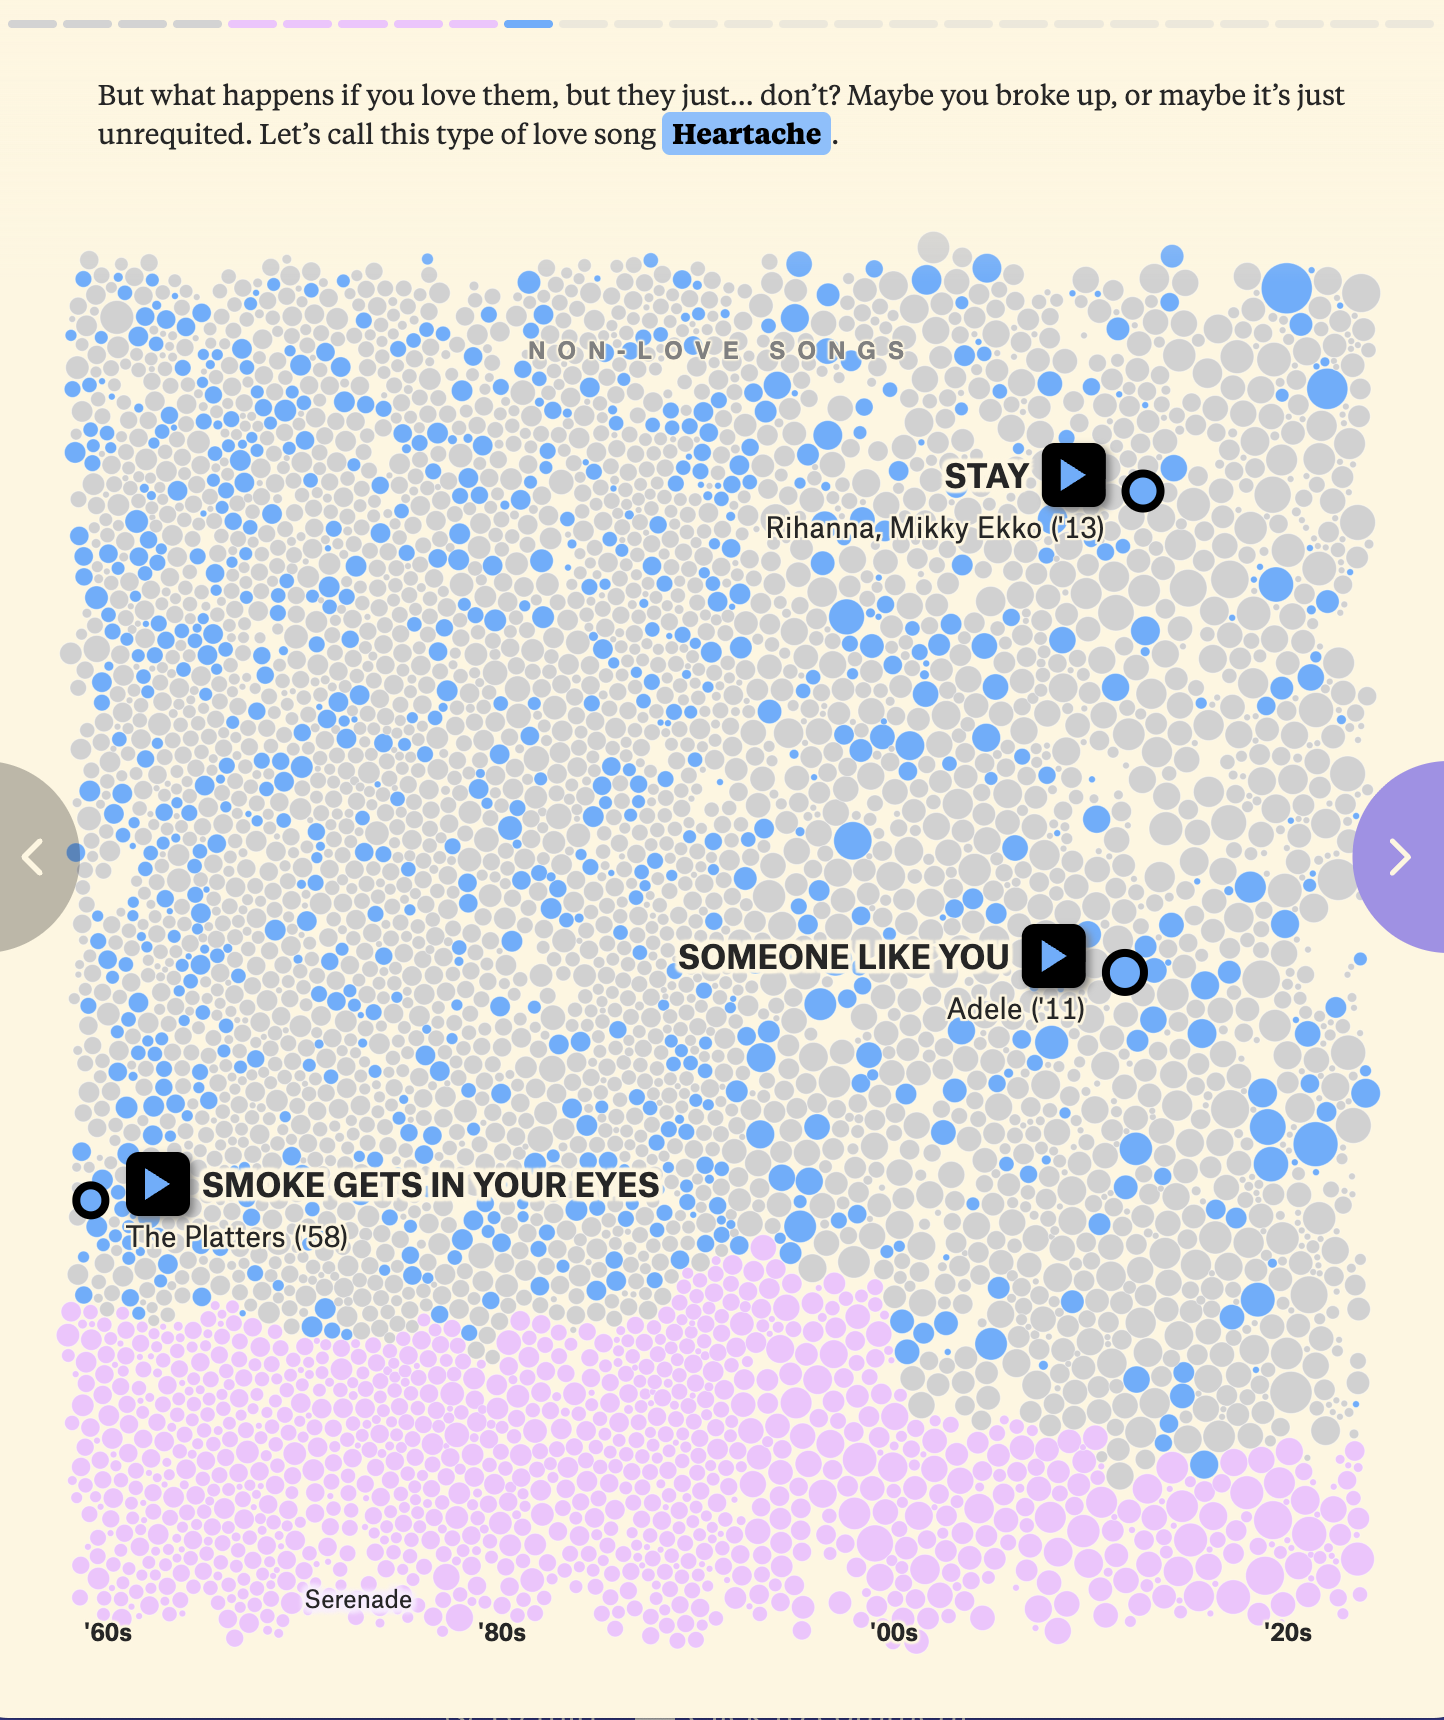 But what happens if you love them, but they just... don’t? Maybe you broke up, or maybe it’s just
unrequited. Let’s call this type of love song Heartache.
NON-LOVE SONGS
STAY
Rihanna, Mikky Ekko ('13)
SOMEONE LIKE YOU
Adele ('11)
SMOKE GETS IN YOUR EYES
The Platters ('58)
Serenade
'60s '80s '00s '20s